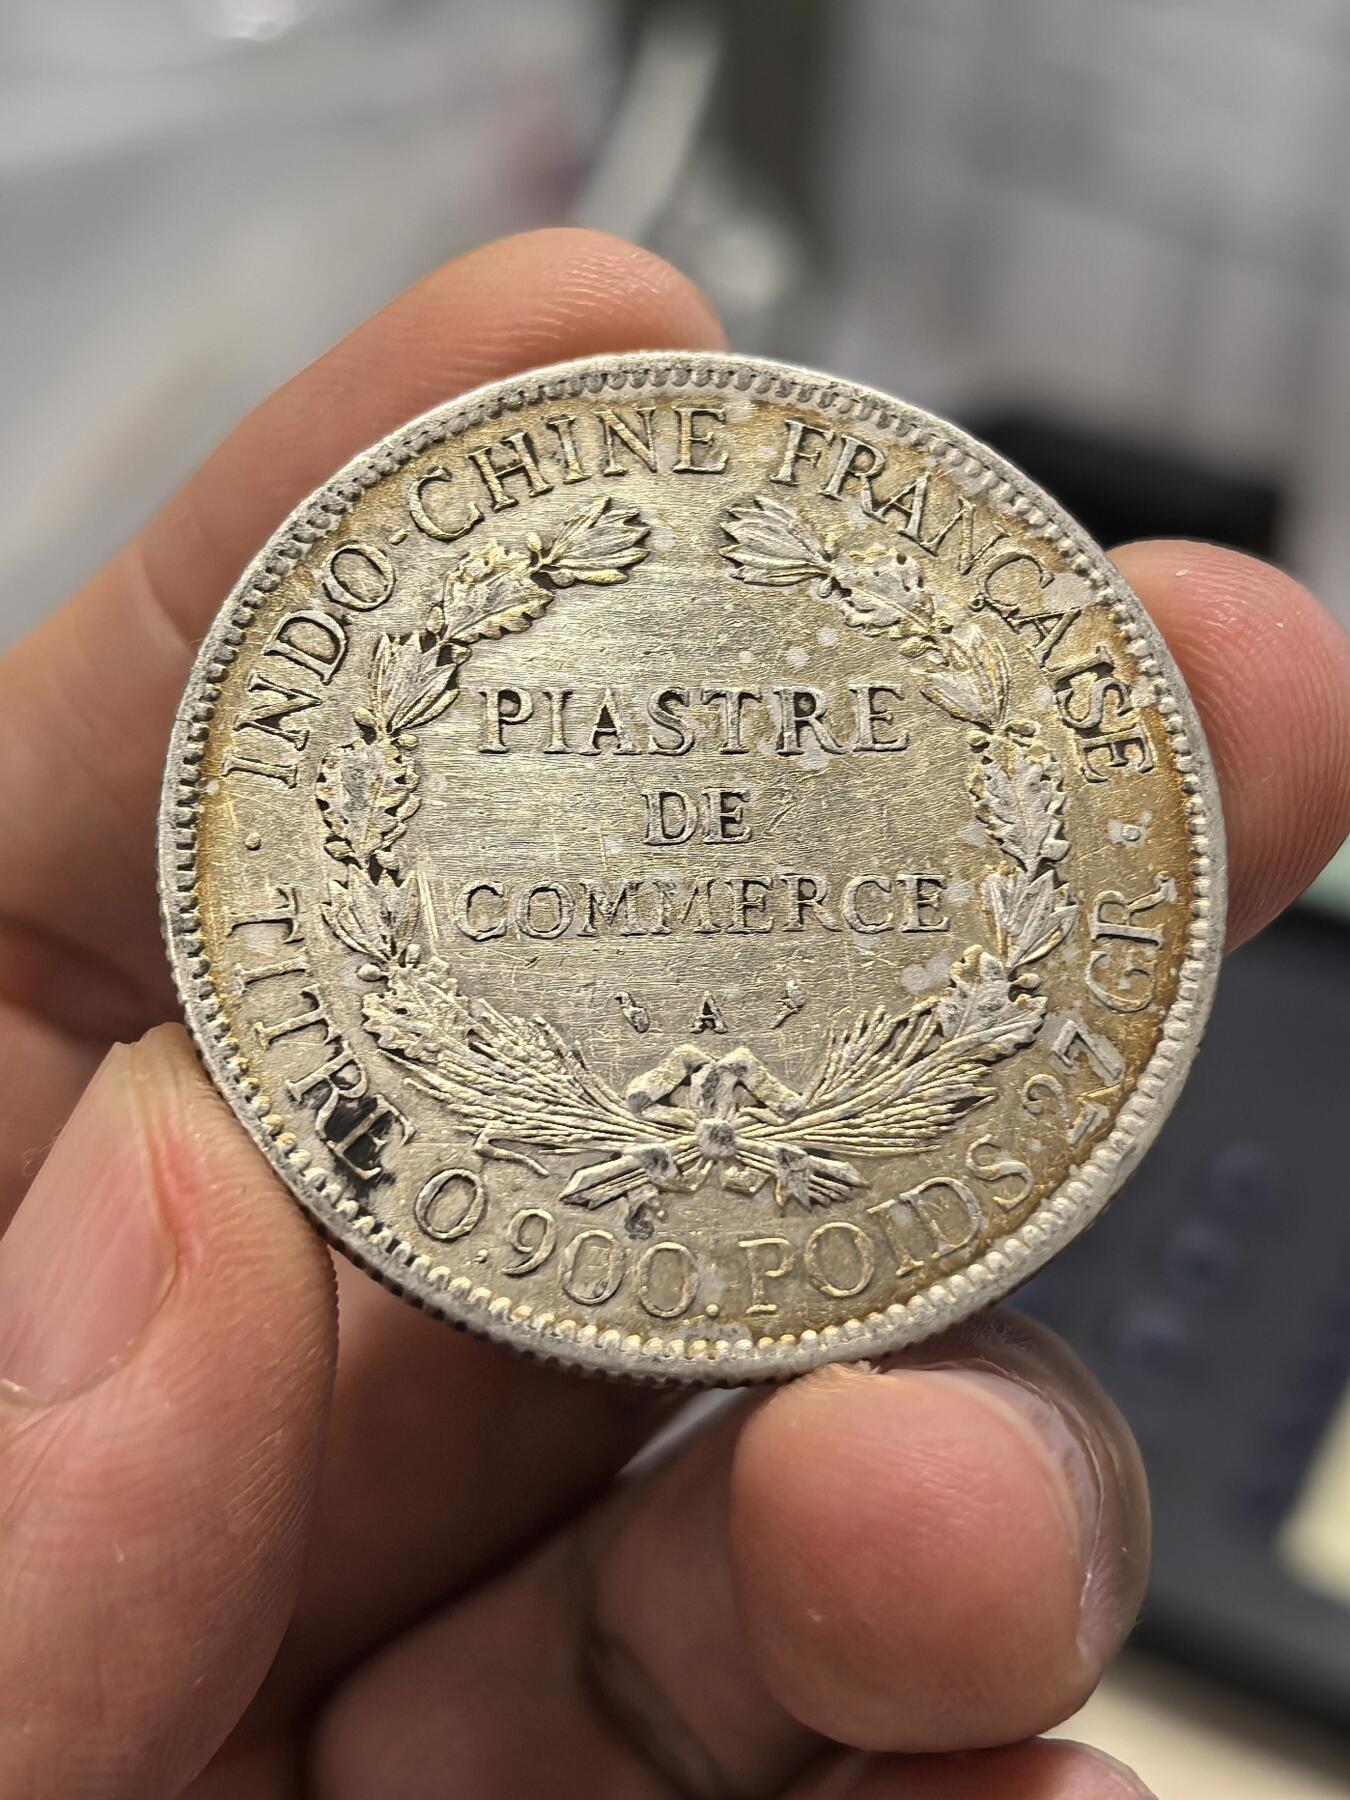 INDO-CHINE FRANÇAISE
PIASTRE
DE
COMMERCE
A
TITRE 0,900. POIDS 27 GR.